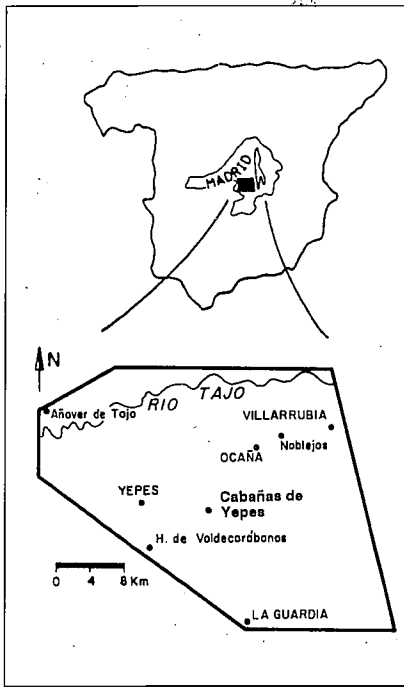 MADRID
N
Añover de Tajo
RIO TAJO
VILLARRUBIA
Noblejos
OCAÑA
YEPES
Cabañas de
Yepes
H. de Valdecarábanos
0 4 8 Km
LA GUARDIA